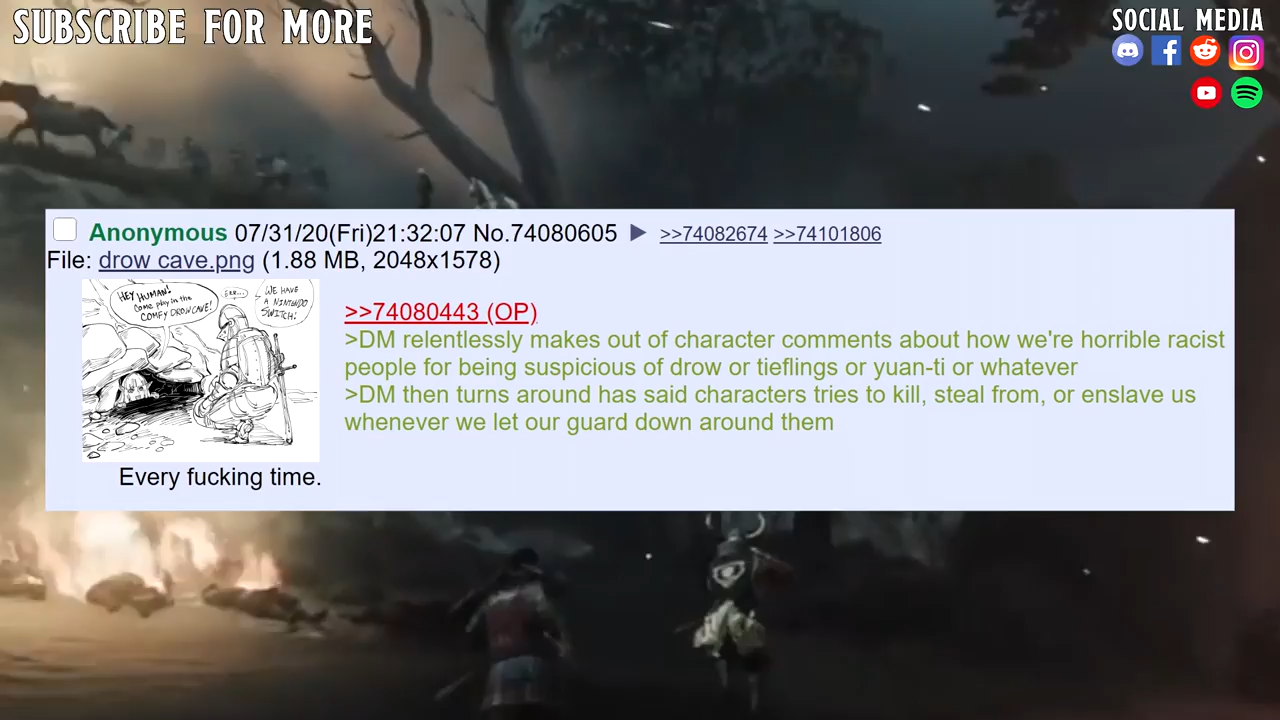 SUBSCRIBE FOR MORE
SOCIAL MEDIA
Anonymous 07/31/20(Fri)21:32:07 No.74080605 ▶ >>74082674 >>74101806
File: drow cave.png (1.88 MB, 2048x1578)
HEY HUMAN!
Come play in the
COMFY DROW CAVE!
ERR...
WE HAVE
A NINTENDO
SWITCH!
>>74080443 (OP)
>DM relentlessly makes out of character comments about how we're horrible racist
people for being suspicious of drow or tieflings or yuan-ti or whatever
>DM then turns around has said characters tries to kill, steal from, or enslave us
whenever we let our guard down around them
Every fucking time.